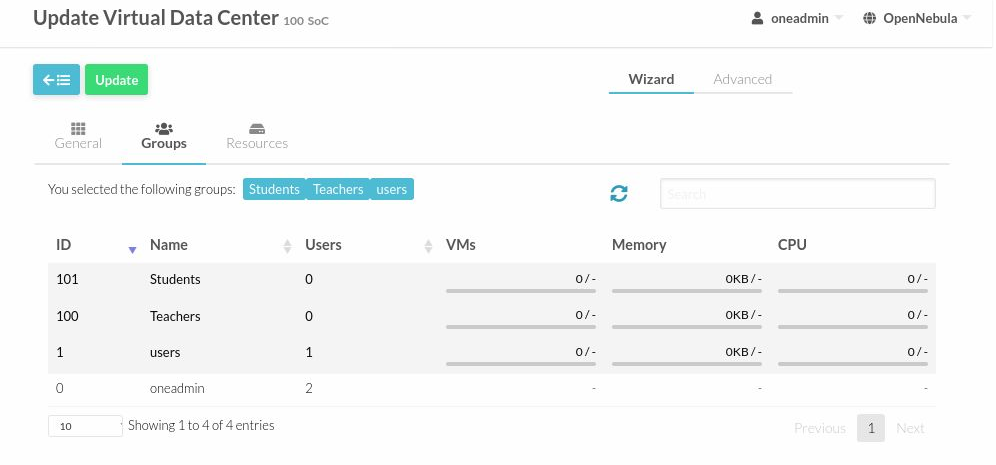 Update Virtual Data Center 100 SoC
oneadmin OpenNebula
Update Wizard Advanced
General Groups Resources
You selected the following groups: Students Teachers users Search
ID Name Users VMs Memory CPU
101 Students 0 0 / - 0KB / - 0 / -
100 Teachers 0 0 / - 0KB / - 0 / -
1 users 1 0 / - 0KB / - 0 / -
0 oneadmin 2 - - -
10 Showing 1 to 4 of 4 entries Previous 1 Next